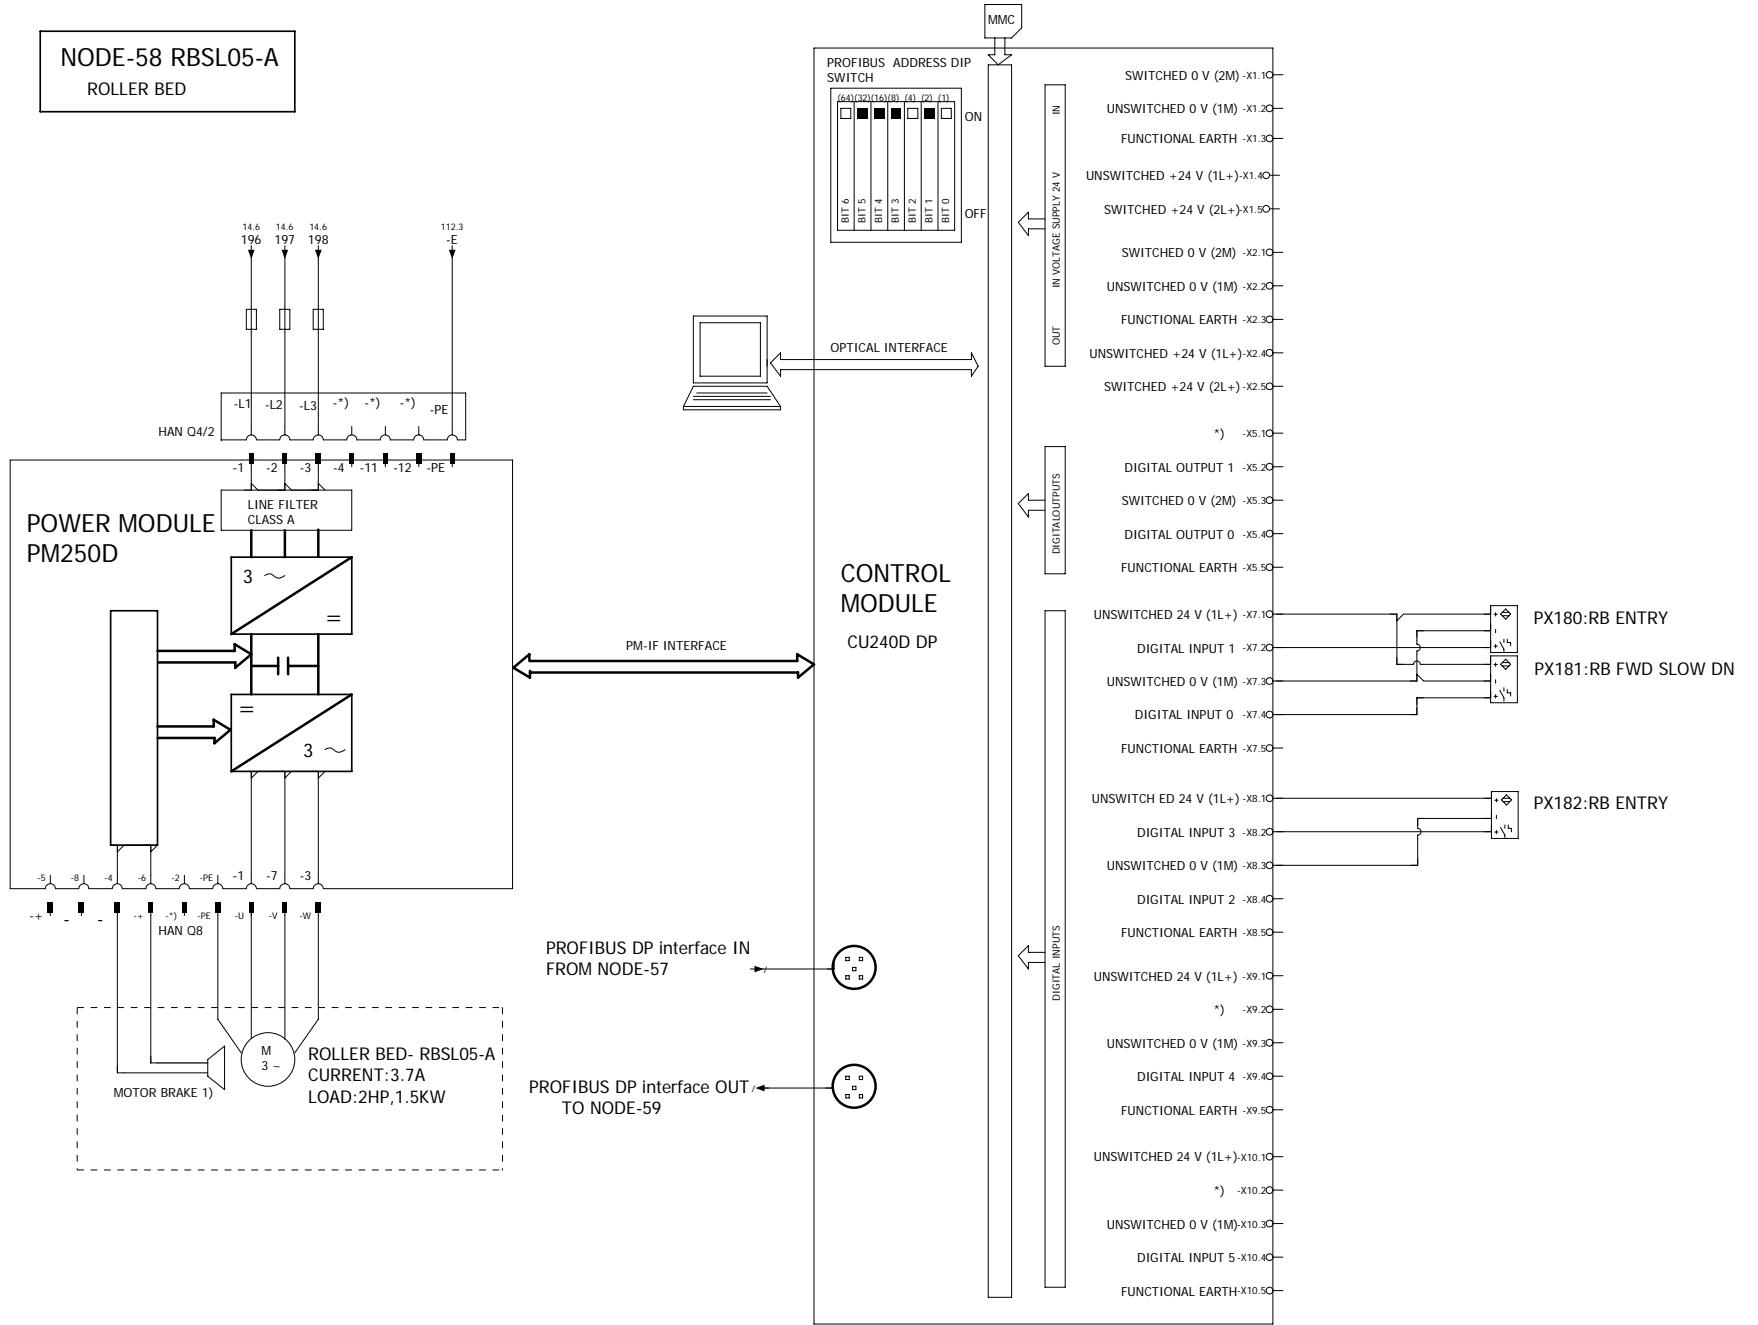 NODE-58 RBSL05-A
ROLLER BED
14.6 14.6 14.6 112.3
196 197 198 -E
-L1 -L2 -L3 -*) -*) -*) -PE
HAN Q4/2
-1 -2 -3 -4 -11 -12 -PE
LINE FILTER
CLASS A
POWER MODULE
PM250D
3 ~
=
=
3 ~
-5 -8 -4 -6 -2 -PE -1 -7 -3
-+ - - -+ -*) -PE -U -V -W
HAN Q8
M
3 ~
MOTOR BRAKE 1)
ROLLER BED- RBSL05-A
CURRENT:3.7A
LOAD:2HP,1.5KW
PM-IF INTERFACE
OPTICAL INTERFACE
PROFIBUS DP interface IN
FROM NODE-57
PROFIBUS DP interface OUT
TO NODE-59
MMC
PROFIBUS ADDRESS DIP
SWITCH
(64)(32)(16)(8) (4) (2) (1)
ON
BIT 6 BIT 5 BIT 4 BIT 3 BIT 2 BIT 1 BIT 0
OFF
CONTROL
MODULE
CU240D DP
OUT IN VOLTAGE SUPPLY 24 V IN
DIGITALOUTPUTS
DIGITAL INPUTS
SWITCHED 0 V (2M) -X1.1
UNSWITCHED 0 V (1M) -X1.2
FUNCTIONAL EARTH -X1.3
UNSWITCHED +24 V (1L+)-X1.4
SWITCHED +24 V (2L+)-X1.5
SWITCHED 0 V (2M) -X2.1
UNSWITCHED 0 V (1M) -X2.2
FUNCTIONAL EARTH -X2.3
UNSWITCHED +24 V (1L+)-X2.4
SWITCHED +24 V (2L+)-X2.5
*) -X5.1
DIGITAL OUTPUT 1 -X5.2
SWITCHED 0 V (2M) -X5.3
DIGITAL OUTPUT 0 -X5.4
FUNCTIONAL EARTH -X5.5
UNSWITCHED 24 V (1L+) -X7.1
DIGITAL INPUT 1 -X7.2
UNSWITCHED 0 V (1M) -X7.3
DIGITAL INPUT 0 -X7.4
FUNCTIONAL EARTH -X7.5
UNSWITCH ED 24 V (1L+) -X8.1
DIGITAL INPUT 3 -X8.2
UNSWITCHED 0 V (1M) -X8.3
DIGITAL INPUT 2 -X8.4
FUNCTIONAL EARTH -X8.5
UNSWITCHED 24 V (1L+) -X9.1
*) -X9.2
UNSWITCHED 0 V (1M) -X9.3
DIGITAL INPUT 4 -X9.4
FUNCTIONAL EARTH -X9.5
UNSWITCHED 24 V (1L+)-X10.1
*) -X10.2
UNSWITCHED 0 V (1M)-X10.3
DIGITAL INPUT 5 -X10.4
FUNCTIONAL EARTH-X10.5
PX180:RB ENTRY
PX181:RB FWD SLOW DN
PX182:RB ENTRY